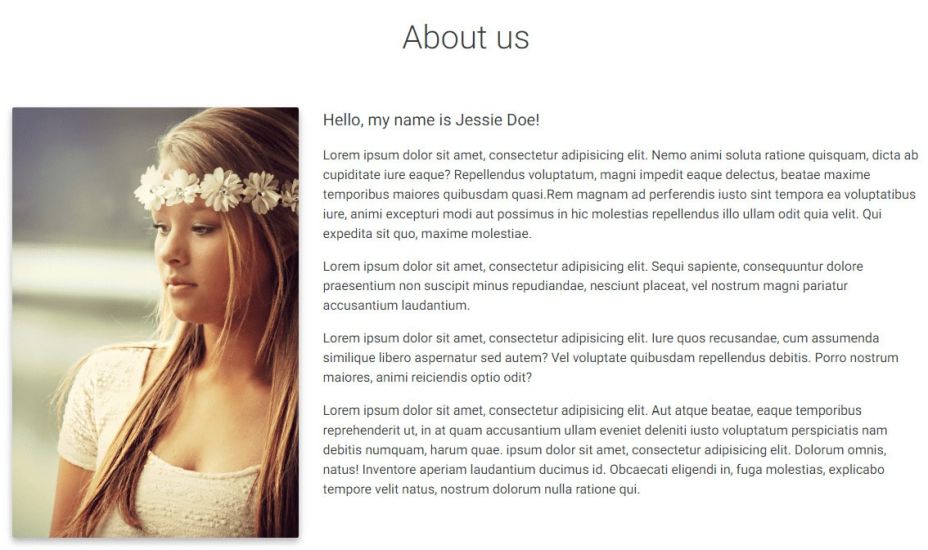 About us
Hello, my name is Jessie Doe!
Lorem ipsum dolor sit amet, consectetur adipisicing elit. Nemo animi soluta ratione quisquam, dicta ab
cupiditate iure eaque? Repellendus voluptatum, magni impedit eaque delectus, beatae maxime
temporibus maiores quibusdam quasi.Rem magnam ad perferendis iusto sint tempora ea voluptatibus
iure, animi excepturi modi aut possimus in hic molestias repellendus illo ullam odit quia velit. Qui
expedita sit quo, maxime molestiae.
Lorem ipsum dolor sit amet, consectetur adipisicing elit. Sequi sapiente, consequuntur dolore
praesentium non suscipit minus repudiandae, nesciunt placeat, vel nostrum magni pariatur
accusantium laudantium.
Lorem ipsum dolor sit amet, consectetur adipisicing elit. Iure quos recusandae, cum assumenda
similique libero aspernatur sed autem? Vel voluptate quibusdam repellendus debitis. Porro nostrum
maiores, animi reiciendis optio odit?
Lorem ipsum dolor sit amet, consectetur adipisicing elit. Aut atque beatae, eaque temporibus
reprehenderit ut, in at quam accusantium ullam eveniet deleniti iusto voluptatum perspiciatis nam
debitis numquam, harum quae. ipsum dolor sit amet, consectetur adipisicing elit. Dolorum omnis,
natus! Inventore aperiam laudantium ducimus id. Obcaecati eligendi in, fuga molestias, explicabo
tempore velit natus, nostrum dolorum nulla ratione qui.